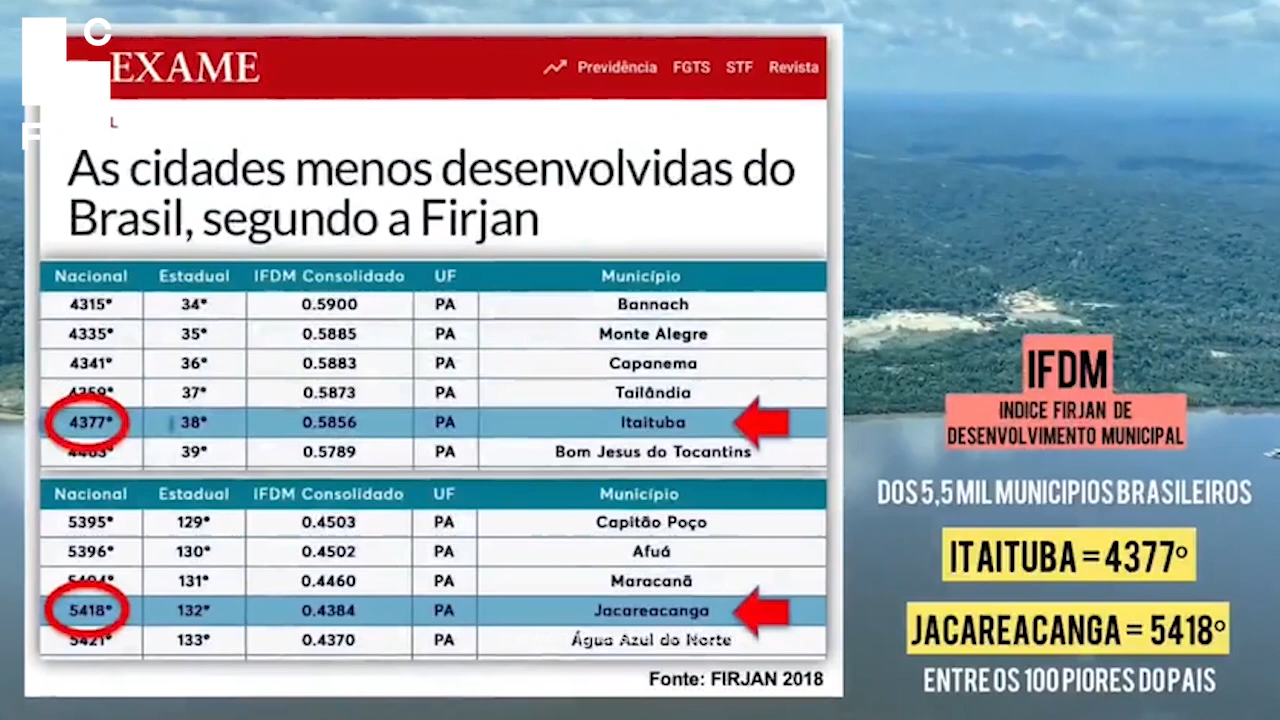 C
EXAME
Previdência FGTS STF Revista
L
F
As cidades menos desenvolvidas do
Brasil, segundo a Firjan
Nacional Estadual IFDM Consolidado UF Município
4315° 34° 0.5900 PA Bannach
4335° 35° 0.5885 PA Monte Alegre
4341° 36° 0.5883 PA Capanema
4359° 37° 0.5873 PA Tailândia
4377° 38° 0.5856 PA Itaituba
4403° 39° 0.5789 PA Bom Jesus do Tocantins
Nacional Estadual IFDM Consolidado UF Município
5395° 129° 0.4503 PA Capitão Poço
5396° 130° 0.4502 PA Afuá
5404° 131° 0.4460 PA Maracanã
5418° 132° 0.4384 PA Jacareacanga
5421° 133° 0.4370 PA Água Azul do Norte
Fonte: FIRJAN 2018
IFDM
INDICE FIRJAN DE
DESENVOLVIMENTO MUNICIPAL
DOS 5,5 MIL MUNICIPIOS BRASILEIROS
ITAITUBA = 4377º
JACAREACANGA = 5418º
ENTRE OS 100 PIORES DO PAIS